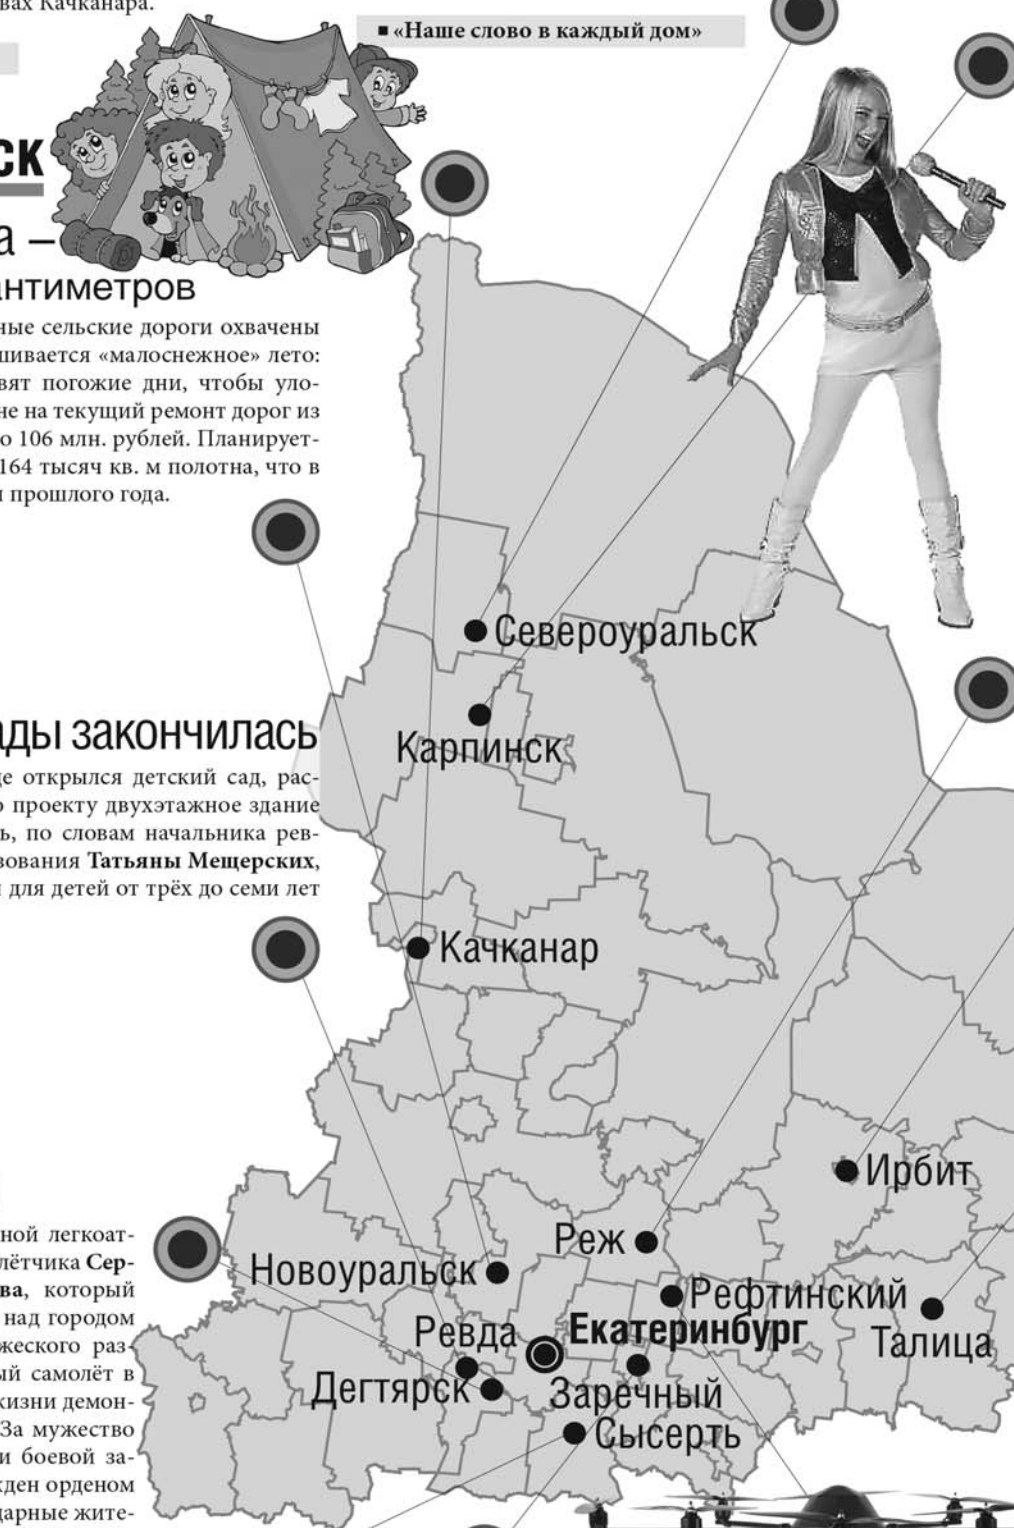 вах Качканара.
«Наше слово в каждый дом»
ск
а –
антиметров
ные сельские дороги охвачены
шивается «малоснежное» лето:
вят погожие дни, чтобы уло-
не на текущий ремонт дорог из
о 106 млн. рублей. Планирует-
164 тысяч кв. м полотна, что в
и прошлого года.
ады закончилась
де открылся детский сад, рас-
о проекту двухэтажное здание
ь, по словам начальника рев-
зования Татьяны Мещерских,
и для детей от трёх до семи лет
ной легкоат-
лётчика Сер-
ва, который
над городом
жеского раз-
ый самолёт в
жизни демон-
За мужество
и боевой за-
ждён орденом
дарные жите-
Североуральск
Карпинск
Качканар
Ирбит
Реж
Новоуральск
Рефтинский
Ревда
Екатеринбург
Талица
Дегтярск
Заречный
Сысерть